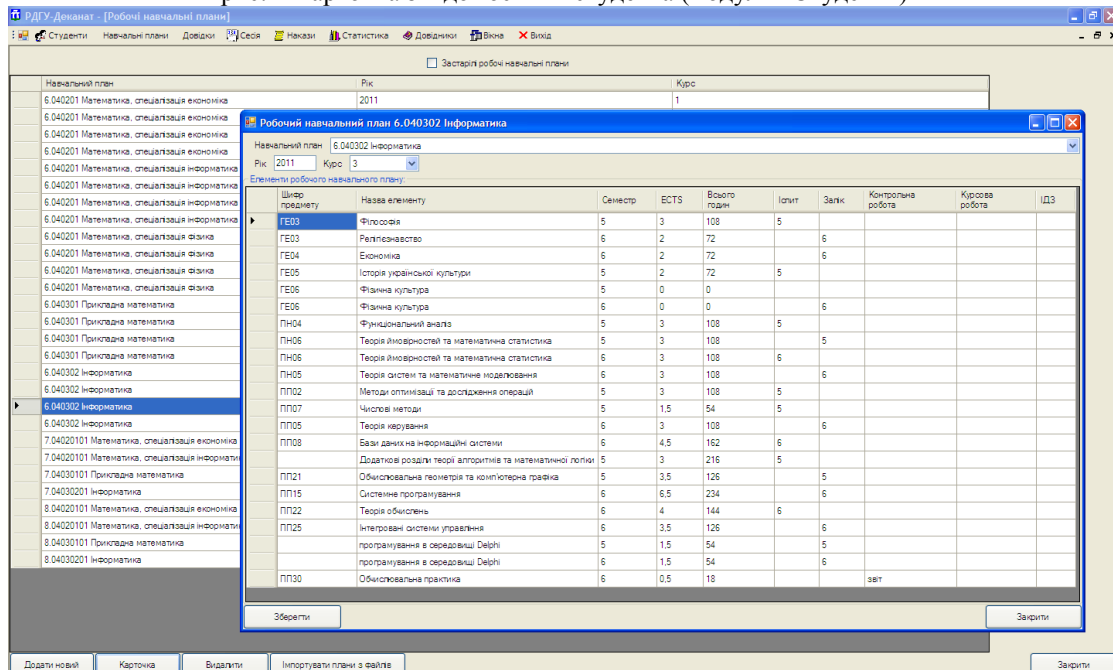 РДГУ-Деканат - [Робочі навчальні плани]
Студенти Навчальні плани Довідки Сесія Накази Статистика Довідники Вікна Вихід
Застарілі робочі навчальні плани
Навчальний план Рік Курс
6.040201 Математика, спеціалізація економіка 2011 1
6.040201 Математика, спеціалізація економіка
6.040201 Математика, спеціалізація економіка
6.040201 Математика, спеціалізація економіка
6.040201 Математика, спеціалізація інформатика
6.040201 Математика, спеціалізація інформатика
6.040201 Математика, спеціалізація інформатика
6.040201 Математика, спеціалізація інформатика
6.040201 Математика, спеціалізація фізика
6.040201 Математика, спеціалізація фізика
6.040201 Математика, спеціалізація фізика
6.040201 Математика, спеціалізація фізика
6.040301 Прикладна математика
6.040301 Прикладна математика
6.040301 Прикладна математика
6.040301 Прикладна математика
6.040302 Інформатика
6.040302 Інформатика
6.040302 Інформатика
6.040302 Інформатика
7.04020101 Математика, спеціалізація економіка
7.04020101 Математика, спеціалізація інформати
7.04030101 Прикладна математика
7.04030201 Інформатика
8.04020101 Математика, спеціалізація економіка
8.04020101 Математика, спеціалізація інформати
8.04030101 Прикладна математика
8.04030201 Інформатика
Робочий навчальний план 6.040302 Інформатика
Навчальний план 6.040302 Інформатика
Рік 2011 Курс 3
Елементи робочого навчального плану:
Шифр предмету Назва елементу Семестр ECTS Всього годин Іспит Залік Контрольна робота Курсова робота ІДЗ
ГЕ03 Філософія 5 3 108 5
ГЕ03 Релігієзнавство 6 2 72 6
ГЕ04 Економіка 6 2 72 6
ГЕ05 Історія української культури 5 2 72 5
ГЕ06 Фізична культура 5 0 0
ГЕ06 Фізична культура 6 0 0 6
ПН04 Функціональний аналіз 5 3 108 5
ПН06 Теорія ймовірностей та математична статистика 5 3 108 5
ПН06 Теорія ймовірностей та математична статистика 6 3 108 6
ПН05 Теорія систем та математичне моделювання 6 3 108 6
ПП02 Методи оптимізації та дослідження операцій 5 3 108 5
ПП07 Числові методи 5 1,5 54 5
ПП05 Теорія керування 6 3 108 6
ПП08 Бази даних на інформаційні системи 6 4,5 162 6
Додаткові розділи теорії алгоритмів та математичної логіки 5 3 216 5
ПП21 Обчислювальна геометрія та комп'ютерна графіка 5 3,5 126 5
ПП15 Системне програмування 6 6,5 234 6
ПП22 Теорія обчислень 6 4 144 6
ПП25 Інтегровані системи управління 6 3,5 126 6
програмування в середовищі Delphi 5 1,5 54 5
програмування в середовищі Delphi 6 1,5 54 6
ПП30 Обчислювальна практика 6 0,5 18 звіт
Зберегти Закрити
Додати новий Карточка Видалити Імпортувати плани з файлів Закрити